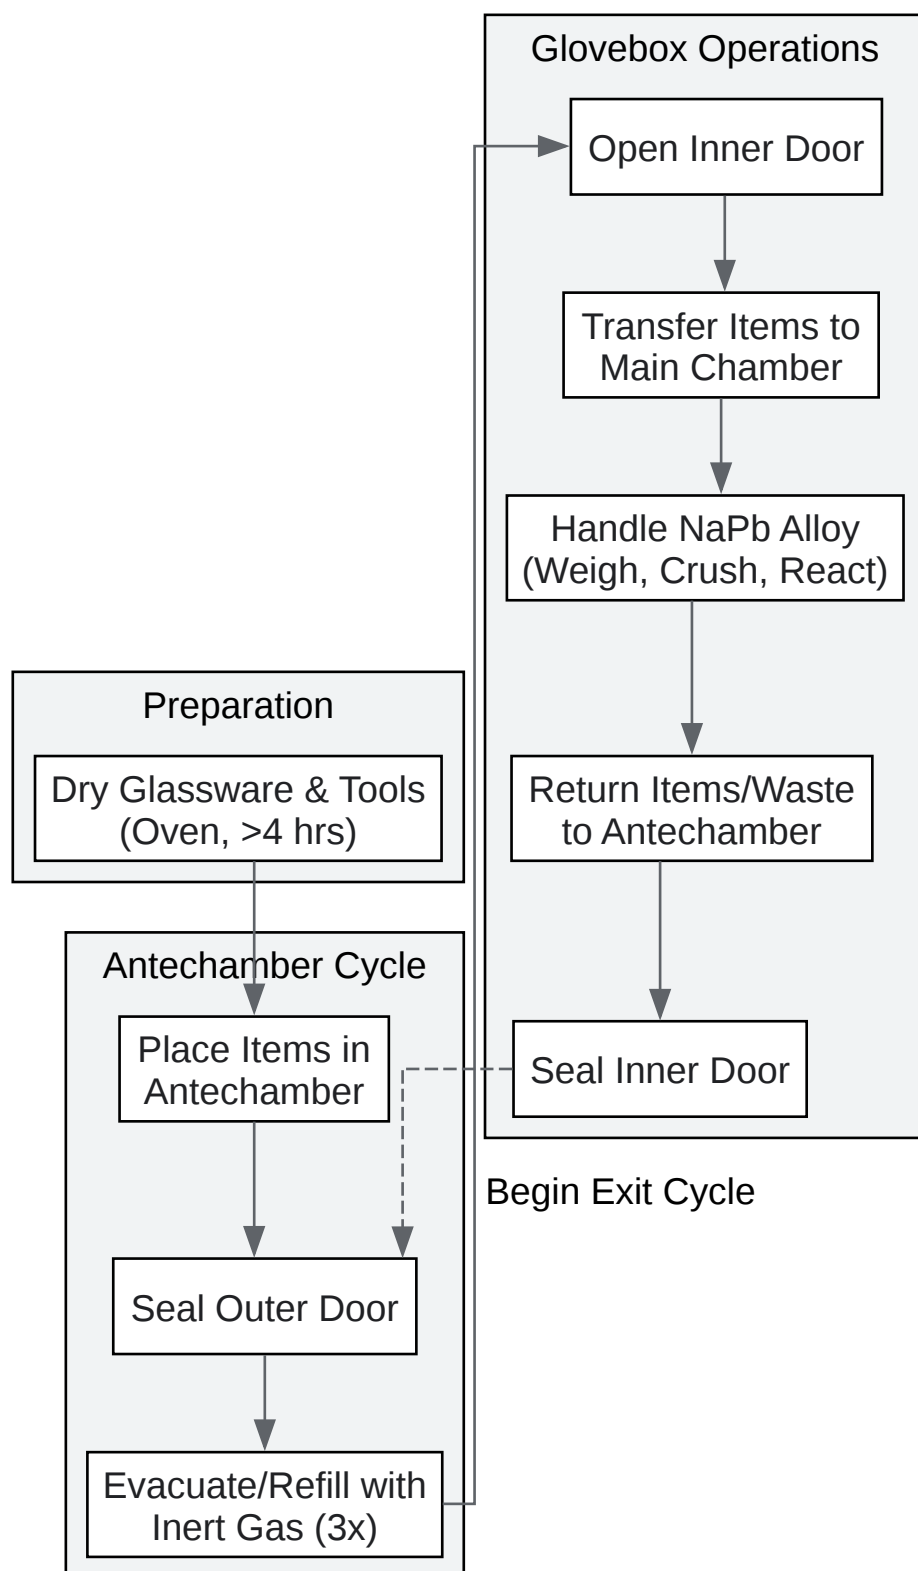 Glovebox Operations
Open Inner Door
Transfer Items to
Main Chamber
Handle NaPb Alloy
(Weigh, Crush, React)
Preparation
Dry Glassware & Tools
(Oven, >4 hrs)
Return Items/Waste
to Antechamber
Antechamber Cycle
Place Items in
Antechamber
Seal Inner Door
Begin Exit Cycle
Seal Outer Door
Evacuate/Refill with
Inert Gas (3x)